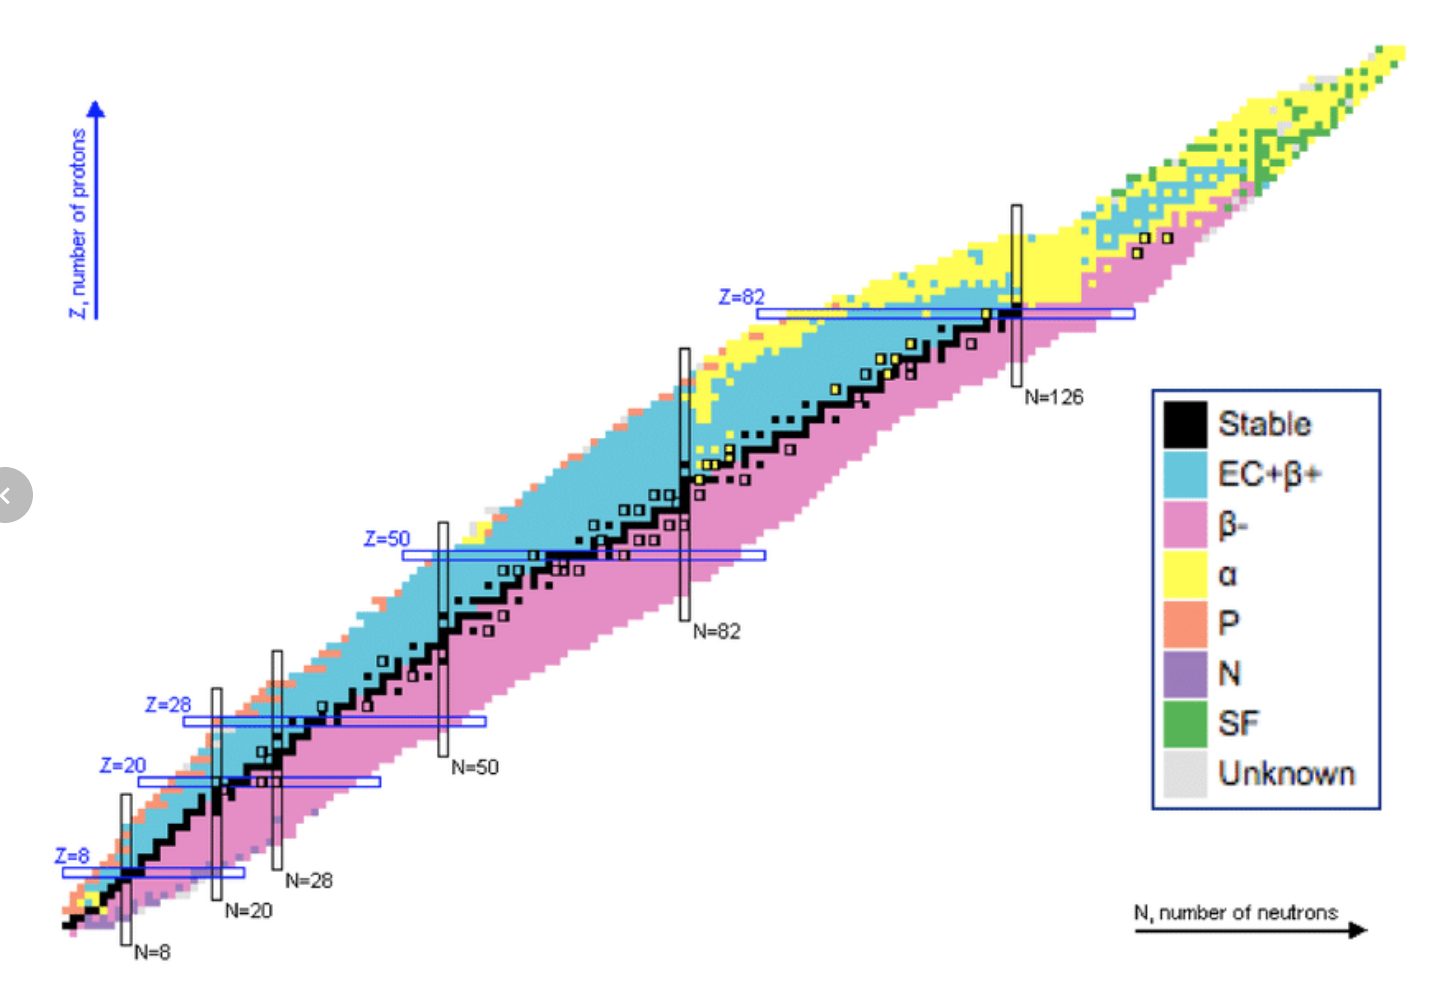 Z, number of protons
Z=82
N=126
Z=50
N=82
Z=28
N=50
Z=20
N=28
Z=8
N=20
N=8
Stable
EC+β+
β-
α
P
N
SF
Unknown
N, number of neutrons